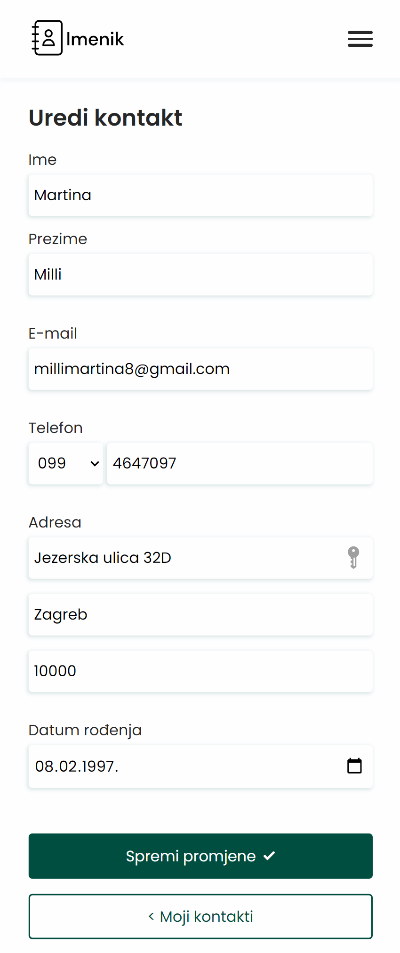 Imenik
Uredi kontakt
Ime
Martina
Prezime
Milli
E-mail
millimartina8@gmail.com
Telefon
099 4647097
Adresa
Jezerska ulica 32D
Zagreb
10000
Datum rođenja
08.02.1997.
Spremi promjene ✓
< Moji kontakti